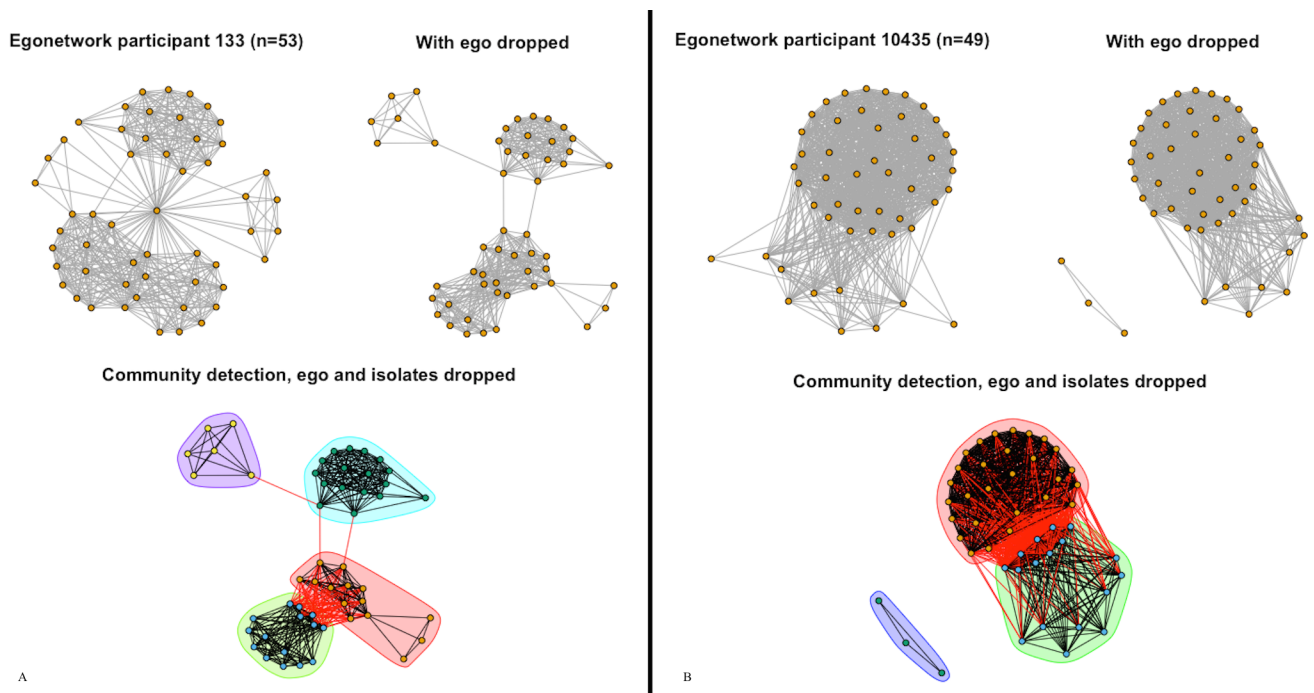 Egonetwork participant 133 (n=53)
With ego dropped
Community detection, ego and isolates dropped
A
Egonetwork participant 10435 (n=49)
With ego dropped
Community detection, ego and isolates dropped
B